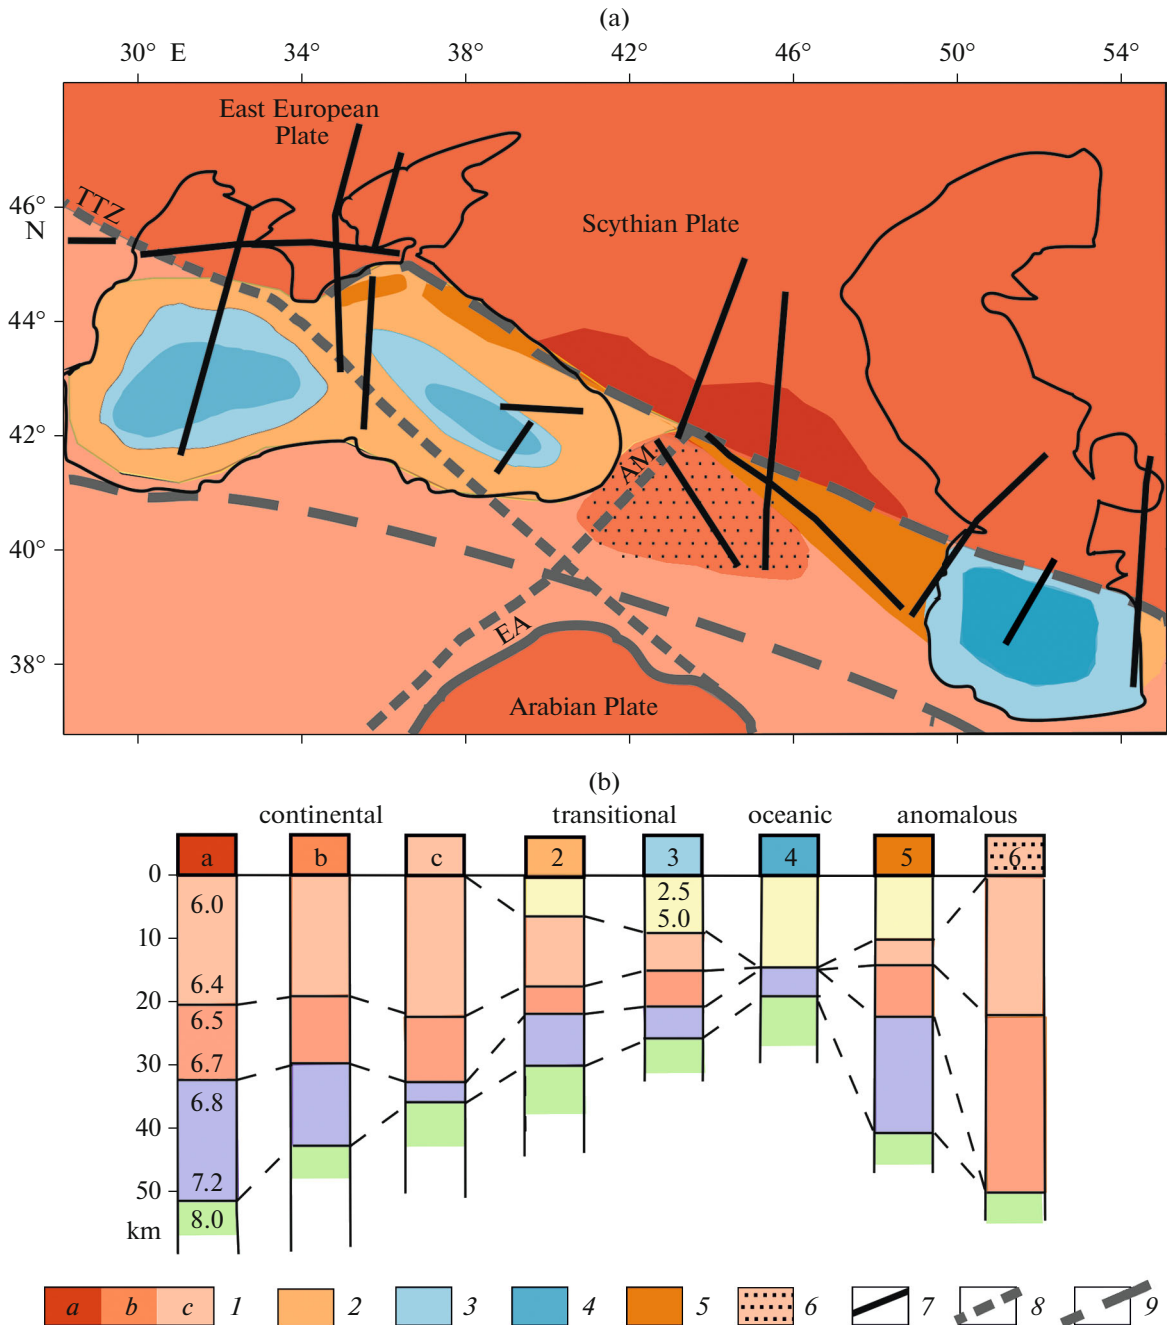 (a)
30° E 34° 38° 42° 46° 50° 54°
East European
Plate
TTZ
46°
N
Scythian Plate
44°
42°
AM
40°
EA
38°
Arabian Plate
(b)
continental transitional oceanic anomalous
a b c 2 3 4 5 6
0
6.0 2.5
5.0
10
6.4
20
6.5
6.7
30
6.8
40
7.2
50
km 8.0
a b c 1 2 3 4 5 6 7 8 9